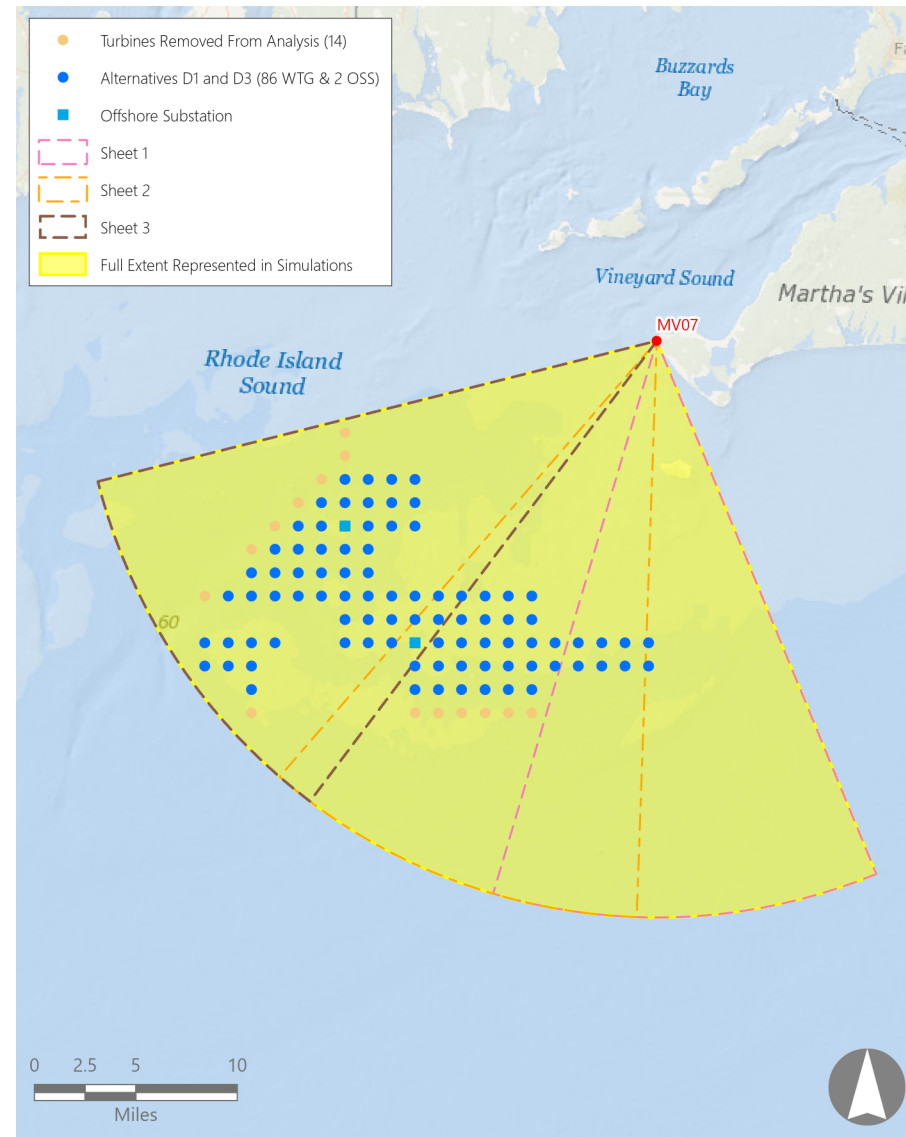 Turbines Removed From Analysis (14)
Alternatives D1 and D3 (86 WTG & 2 OSS)
Offshore Substation
Sheet 1
Sheet 2
Sheet 3
Full Extent Represented in Simulations
Buzzards
Bay
Fa
Vineyard Sound
Martha's Vi
MV07
Rhode Island
Sound
60
0 2.5 5 10
Miles